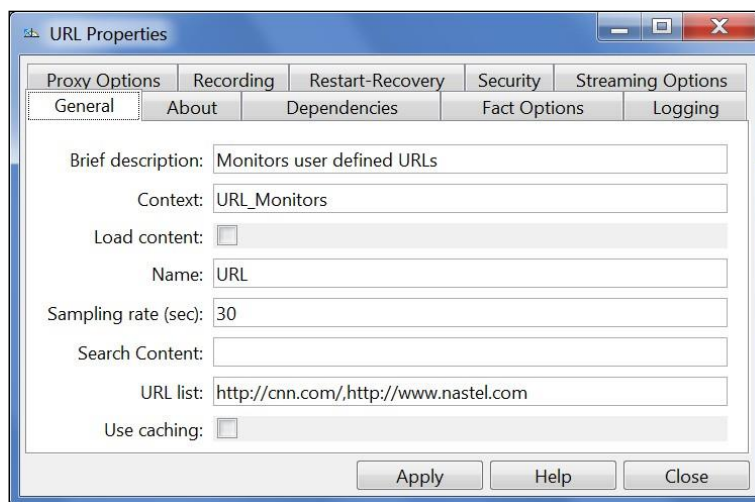 URL Properties
Proxy Options Recording Restart-Recovery Security Streaming Options
General About Dependencies Fact Options Logging
Brief description: Monitors user defined URLs
Context: URL_Monitors
Load content:
Name: URL
Sampling rate (sec): 30
Search Content:
URL list: http://cnn.com/,http://www.nastel.com
Use caching:
Apply Help Close